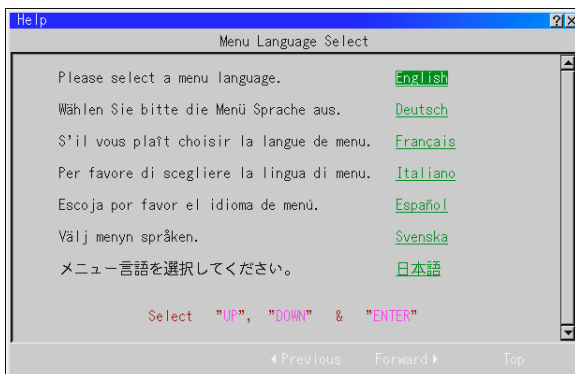 Help ? ×
Menu Language Select
Please select a menu language. English
Wählen Sie bitte die Menü Sprache aus. Deutsch
S'il vous plaît choisir la langue de menu. Français
Per favore di scegliere la lingua di menu. Italiano
Escoja por favor el idioma de menú. Español
Välj menyn språken. Svenska
メニュー言語を選択してください。 日本語
Select "UP", "DOWN" & "ENTER"
Previous Forward Top